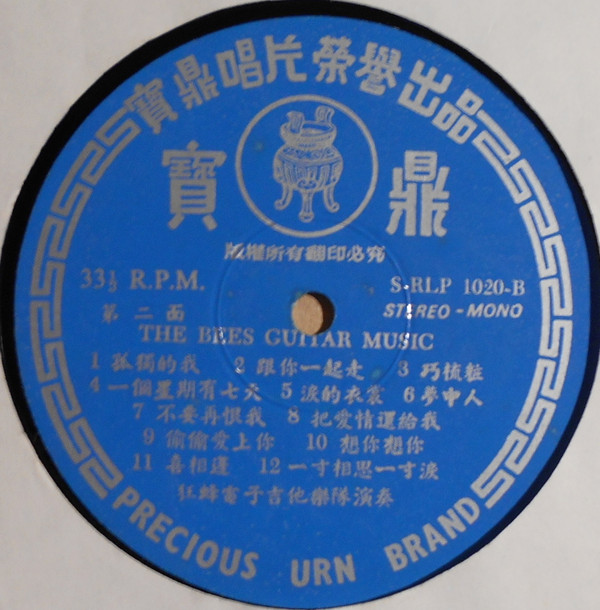 寶鼎唱片榮譽出品
寶 鼎
版權所有翻印必究
33⅓ R.P.M. S-RLP 1020-B
第二面 STEREO-MONO
THE BEES GUITAR MUSIC
1 孤獨的我 2 跟你一起走 3 巧梳粧
4 一個星期有七天 5 淚的衣裳 6 夢中人
7 不要再恨我 8 把愛情還給我
9 偷偷愛上你 10 想你想你
11 喜相逢 12 一寸相思一寸淚
狂蜂電子吉他樂隊演奏
PRECIOUS URN BRAND